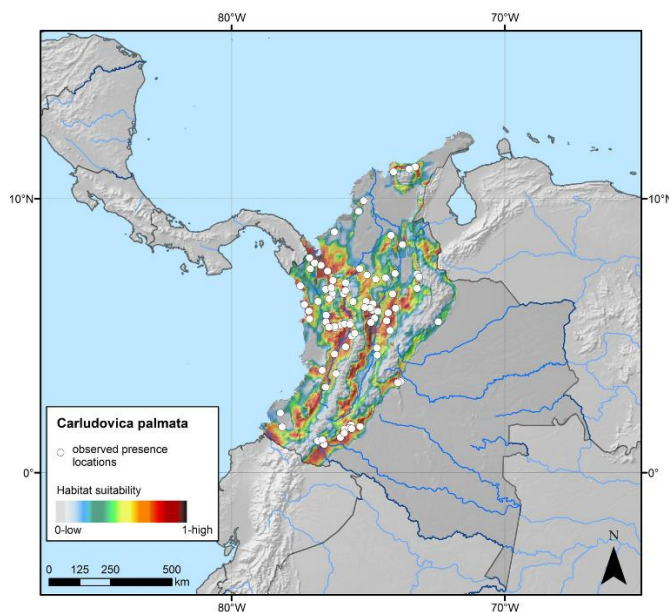 80°W
70°W
10°N
10°N
Carludovica palmata
observed presence
locations
Habitat suitability
0-low
1-high
0°
0°
0 125 250 500
km
N
80°W
70°W